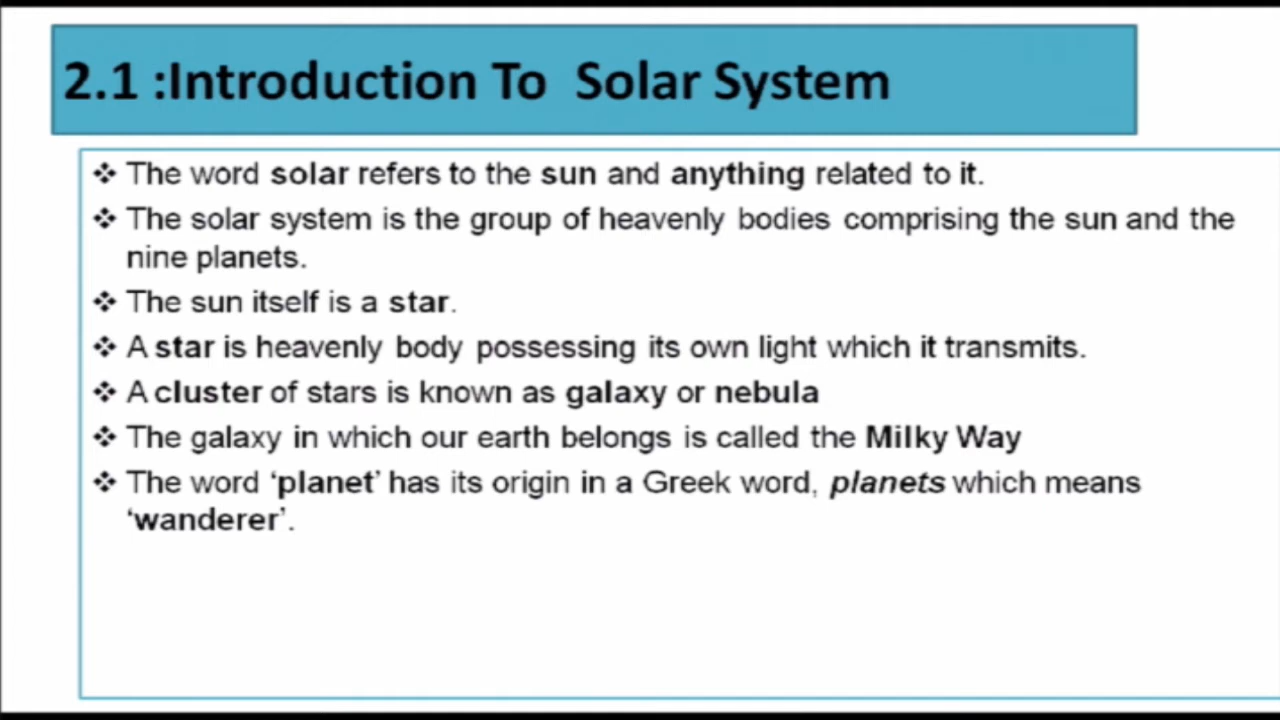 2.1 :Introduction To Solar System
❖ The word solar refers to the sun and anything related to it.
❖ The solar system is the group of heavenly bodies comprising the sun and the
nine planets.
❖ The sun itself is a star.
❖ A star is heavenly body possessing its own light which it transmits.
❖ A cluster of stars is known as galaxy or nebula
❖ The galaxy in which our earth belongs is called the Milky Way
❖ The word ‘planet’ has its origin in a Greek word, planets which means
‘wanderer’.